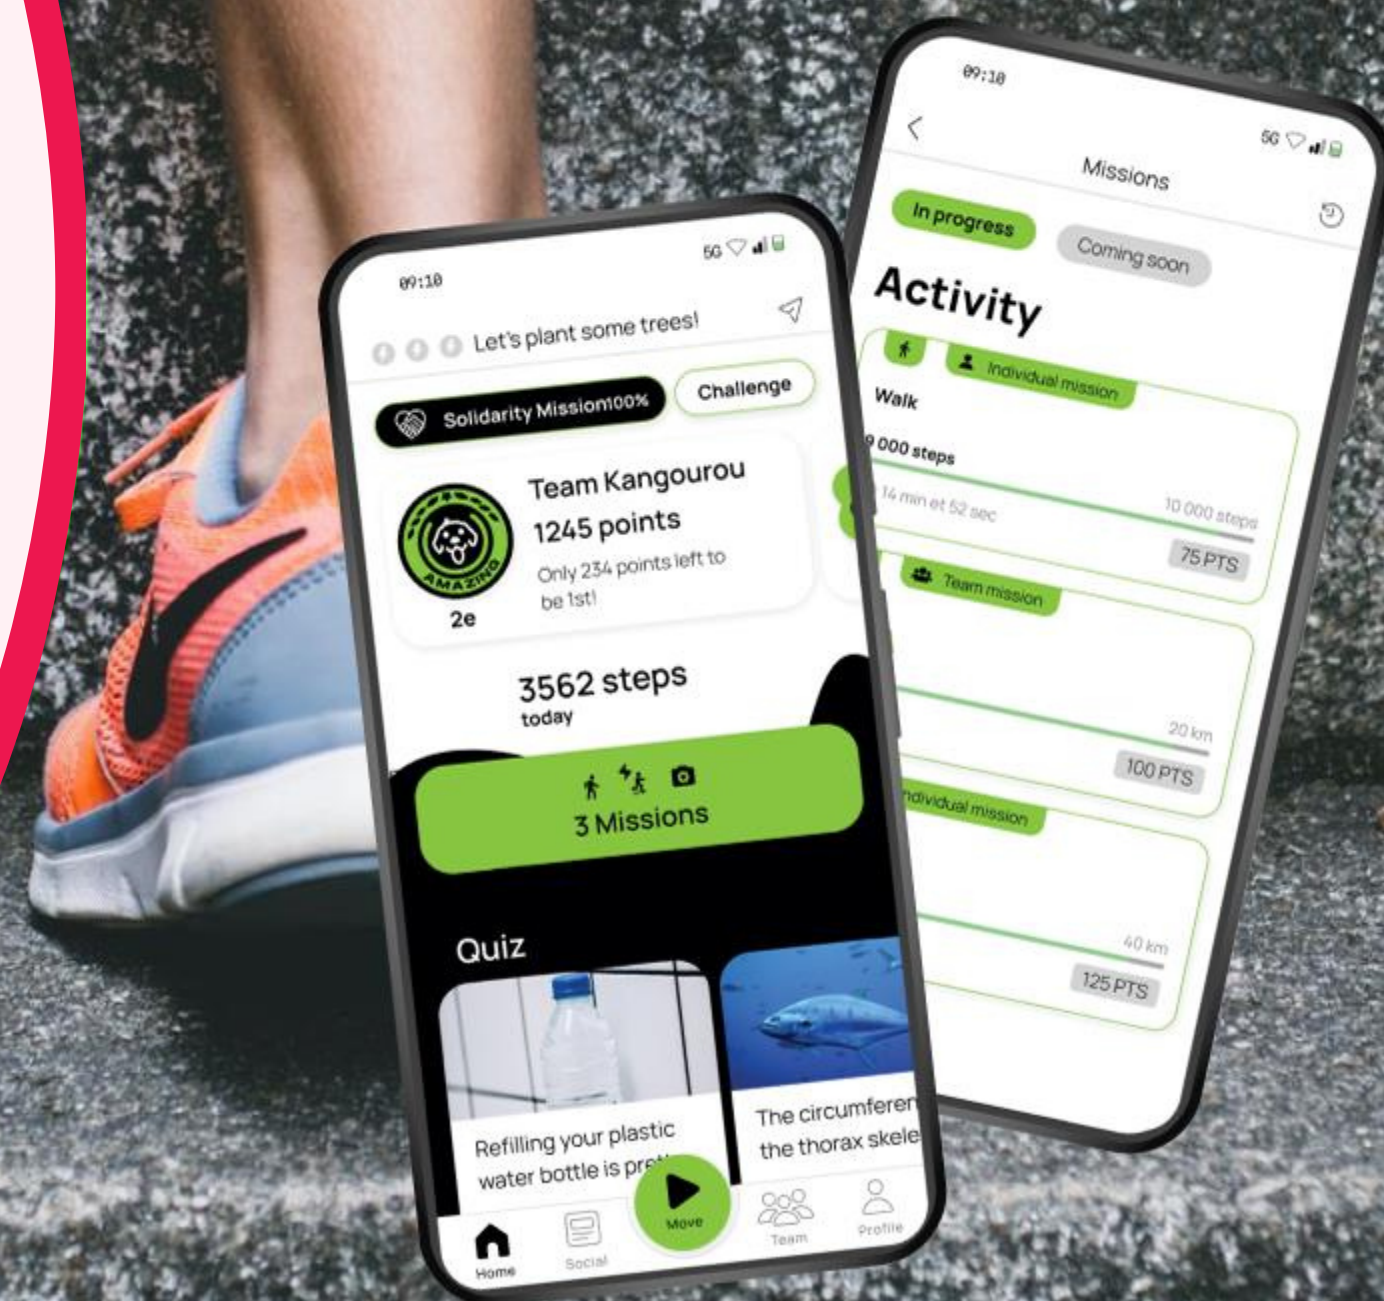 09:10
5G
Let's plant some trees!
Solidarity Mission100%
Challenge
AMAZING
2e
Team Kangourou
1245 points
Only 234 points left to
be 1st!
3562 steps
today
3 Missions
Quiz
Refilling your plastic
water bottle is
The
the thorax
Home
Social
Move
Team
Profile
09:10
5G
Missions
In progress
Coming soon
Activity
Individual mission
Walk
9 000 steps
10 000 steps
14 min et 52 sec
75 PTS
Team mission
20 km
100 PTS
Individual mission
40 km
125 PTS